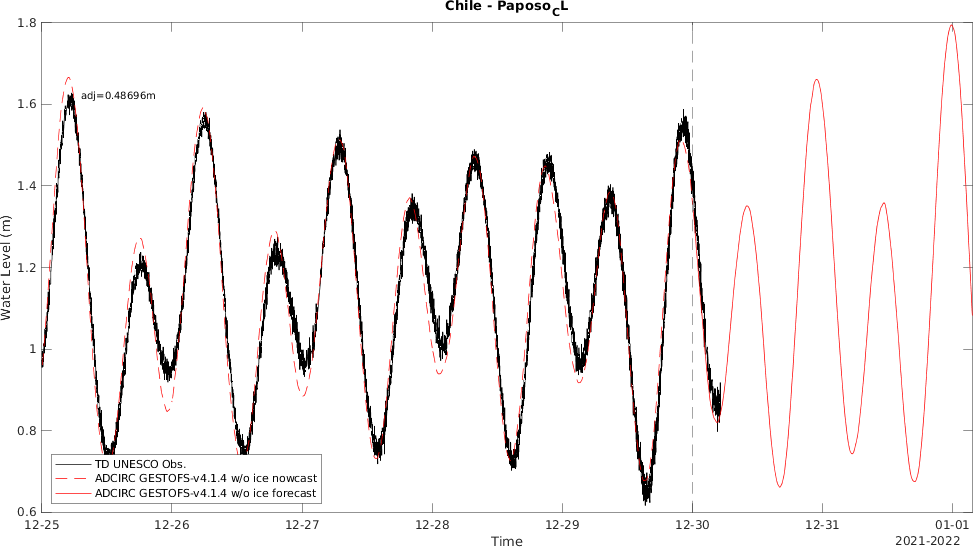 Chile - Paposo_CL
1.8
1.6
1.4
1.2
1
0.8
0.6
Water Level (m)
adj=0.48696m
TD UNESCO Obs.
ADCIRC GESTOFS-v4.1.4 w/o ice nowcast
ADCIRC GESTOFS-v4.1.4 w/o ice forecast
12-25 12-26 12-27 12-28 12-29 12-30 12-31 01-01
Time
2021-2022